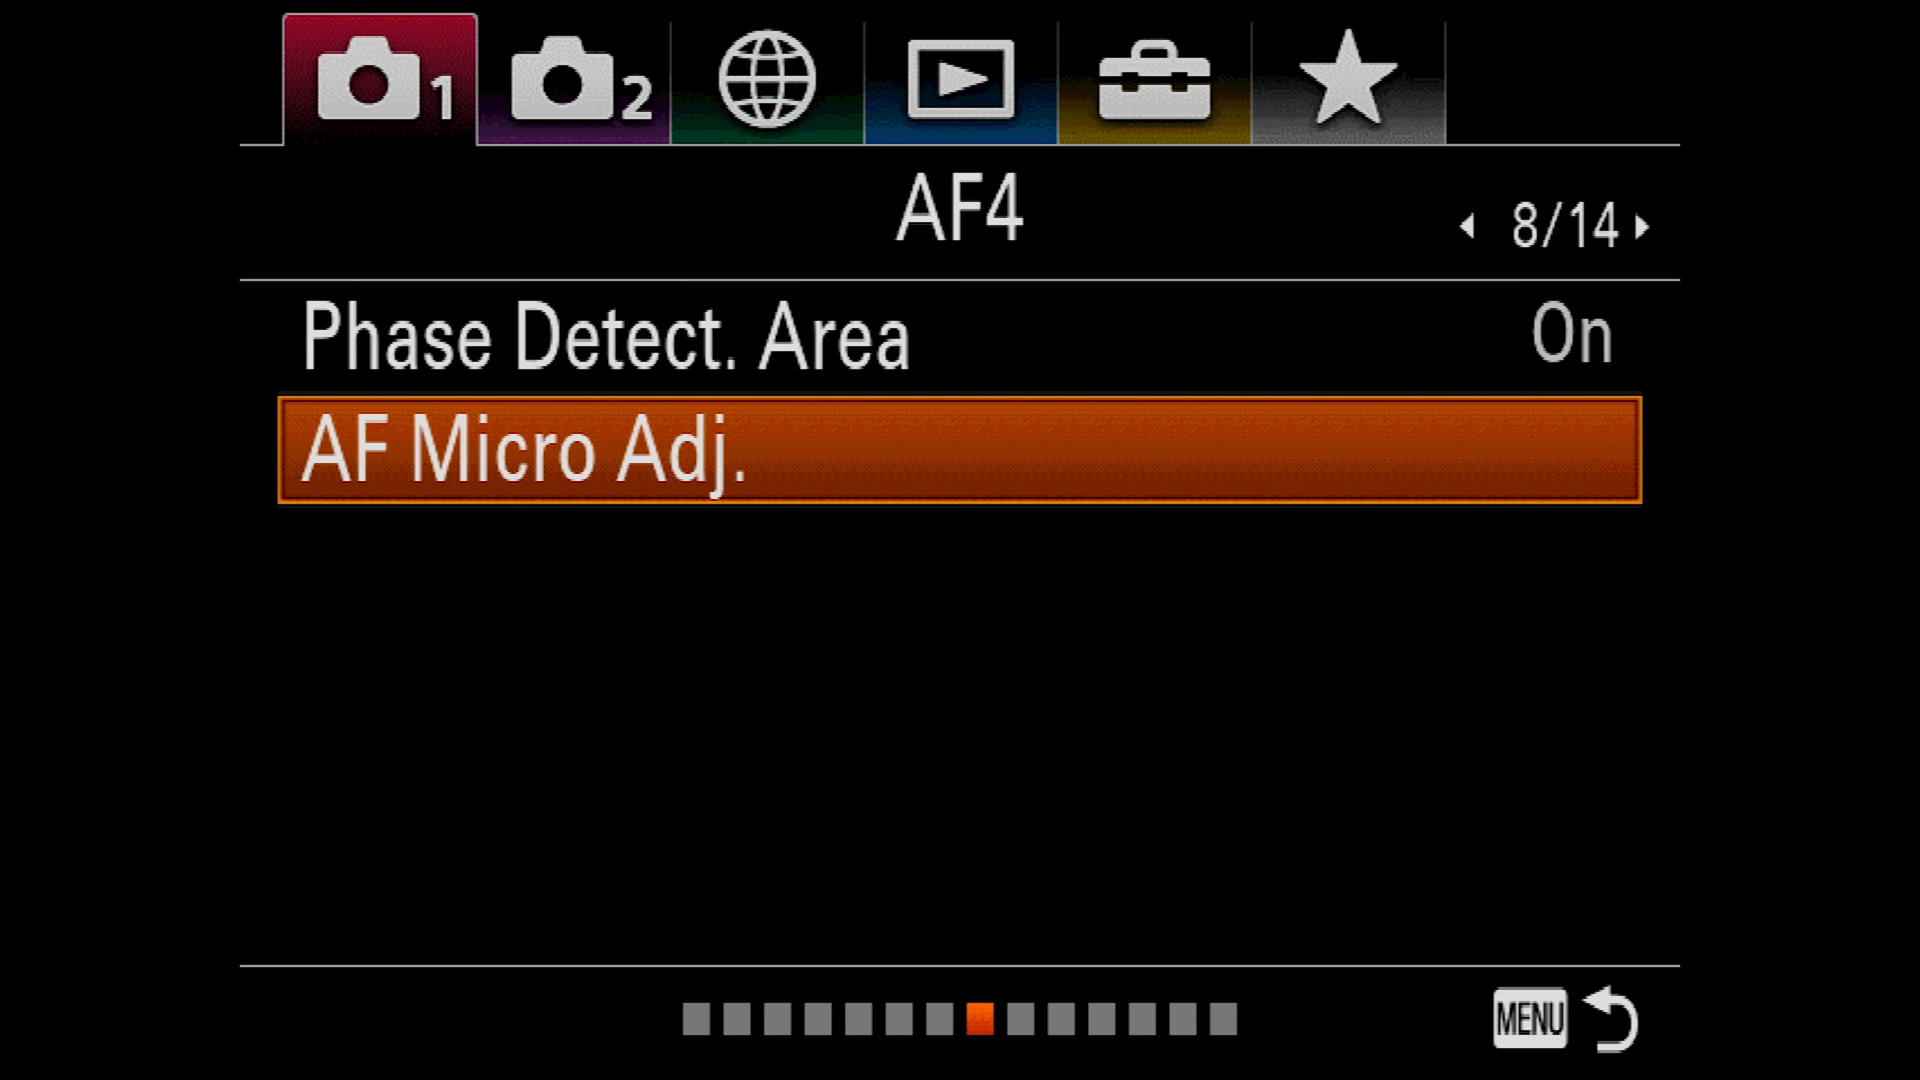 1
2
AF4
8/14
Phase Detect. Area On
AF Micro Adj.
MENU